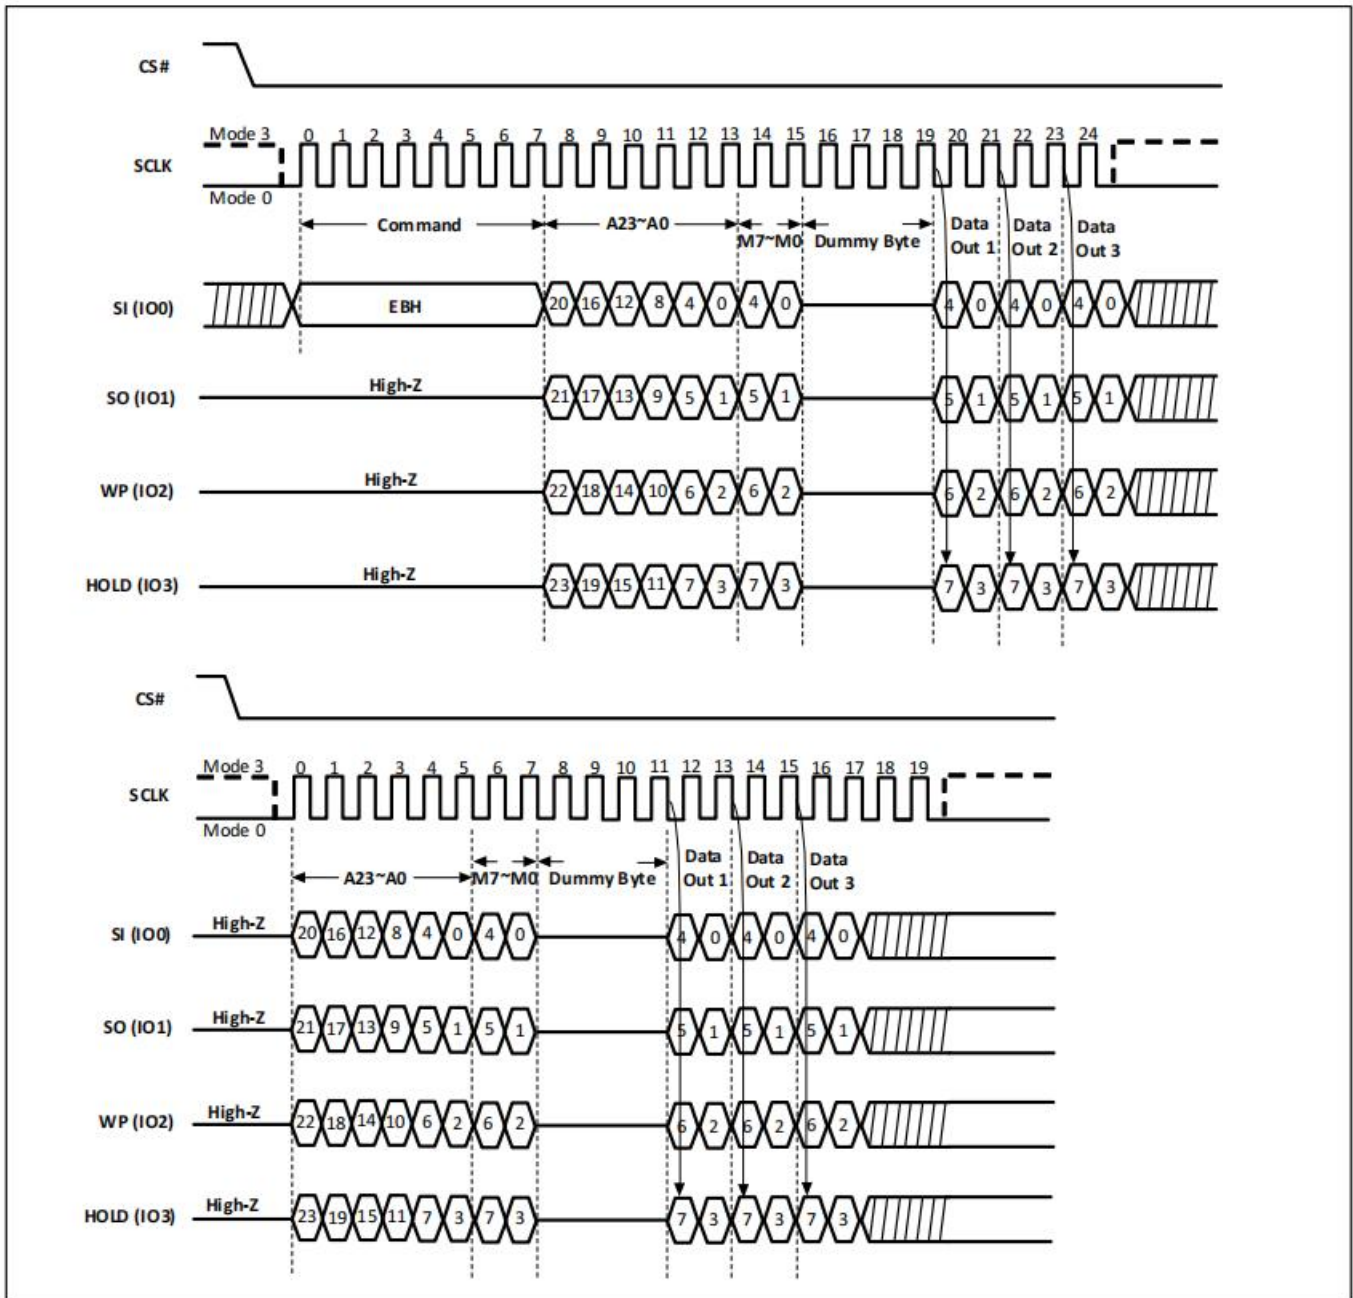 CS#
Mode 3 0 1 2 3 4 5 6 7 8 9 10 11 12 13 14 15 16 17 18 19 20 21 22 23 24
SCLK
Mode 0
Command A23~A0 M7~M0 Dummy Byte Data Out 1 Data Out 2 Data Out 3
SI (IO0) EBH 20 16 12 8 4 0 4 0 4 0 4 0 4 0
SO (IO1) High-Z 21 17 13 9 5 1 5 1 5 1 5 1 5 1
WP (IO2) High-Z 22 18 14 10 6 2 6 2 6 2 6 2 6 2
HOLD (IO3) High-Z 23 19 15 11 7 3 7 3 7 3 7 3 7 3
CS#
Mode 3 0 1 2 3 4 5 6 7 8 9 10 11 12 13 14 15 16 17 18 19
SCLK
Mode 0
A23~A0 M7~M0 Dummy Byte Data Out 1 Data Out 2 Data Out 3
SI (IO0) High-Z 20 16 12 8 4 0 4 0 4 0 4 0 4 0
SO (IO1) High-Z 21 17 13 9 5 1 5 1 5 1 5 1 5 1
WP (IO2) High-Z 22 18 14 10 6 2 6 2 6 2 6 2 6 2
HOLD (IO3) High-Z 23 19 15 11 7 3 7 3 7 3 7 3 7 3